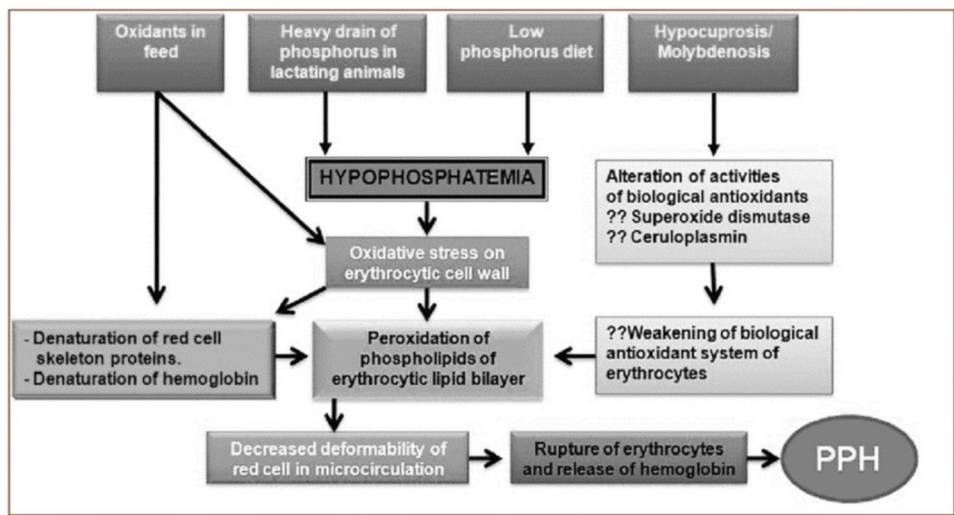 Oxidants in
feed
Heavy drain of
phosphorus in
lactating animals
Low
phosphorus diet
Hypocuprosis/
Molybdenosis
HYPOPHOSPHATEMIA
Alteration of activities
of biological antioxidants
?? Superoxide dismutase
?? Ceruloplasmin
Oxidative stress on
erythrocytic cell wall
- Denaturation of red cell
skeleton proteins.
- Denaturation of hemoglobin
Peroxidation of
phospholipids of
erythrocytic lipid bilayer
??Weakening of biological
antioxidant system of
erythrocytes
Decreased deformability of
red cell in microcirculation
Rupture of erythrocytes
and release of hemoglobin
PPH